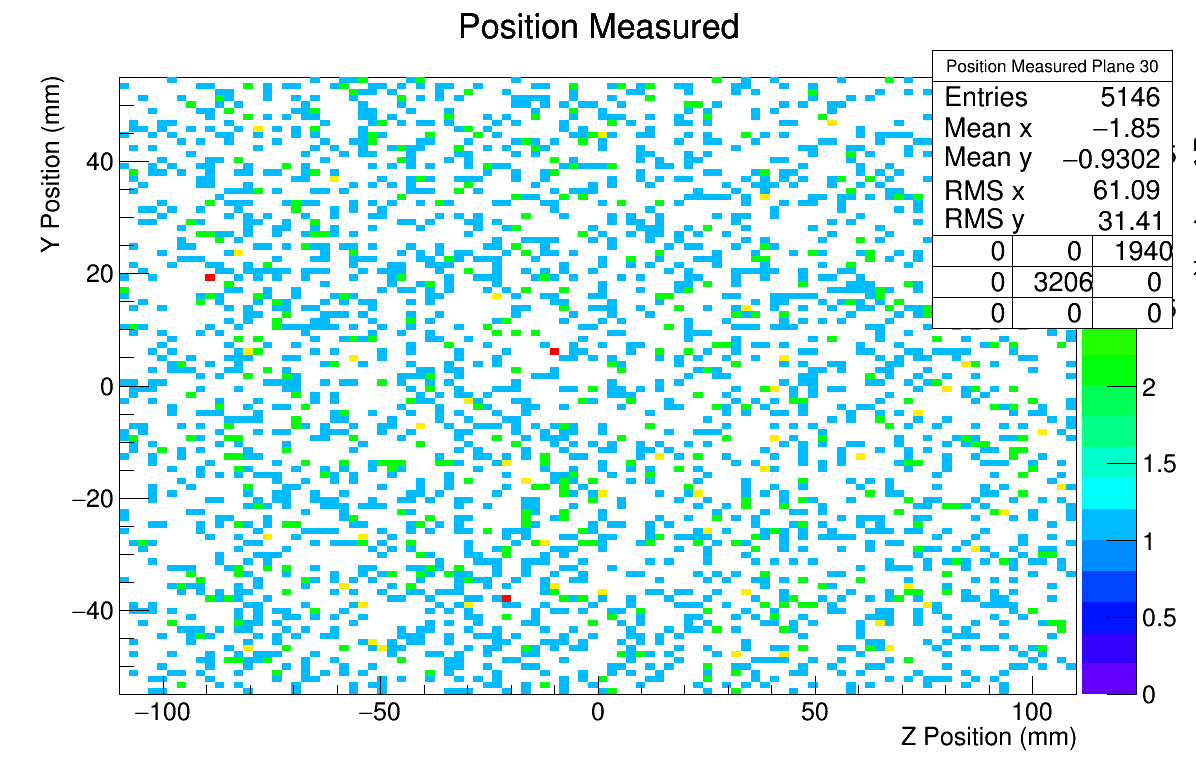 Position Measured
Position Measured Plane 30
Entries 5146
Mean x −1.85
Mean y −0.9302
RMS x 61.09
RMS y 31.41
0 0 1940
0 3206 0
0 0 0
Y Position (mm)
40
20
0
−20
−40
2
1.5
1
0.5
0
−100 −50 0 50 100
Z Position (mm)